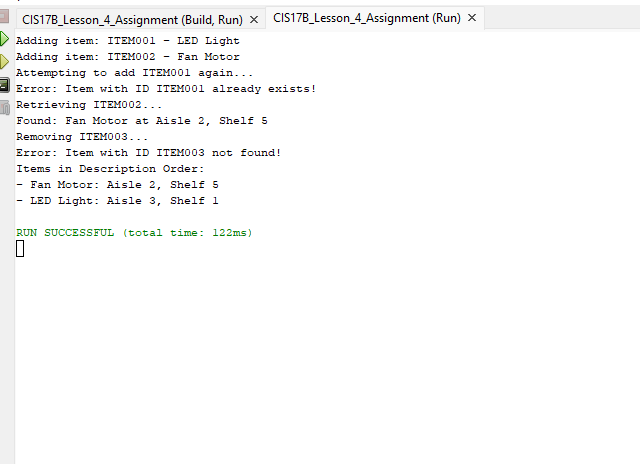 CIS17B_Lesson_4_Assignment (Build, Run) × CIS17B_Lesson_4_Assignment (Run) ×
Adding item: ITEM001 - LED Light
Adding item: ITEM002 - Fan Motor
Attempting to add ITEM001 again...
Error: Item with ID ITEM001 already exists!
Retrieving ITEM002...
Found: Fan Motor at Aisle 2, Shelf 5
Removing ITEM003...
Error: Item with ID ITEM003 not found!
Items in Description Order:
- Fan Motor: Aisle 2, Shelf 5
- LED Light: Aisle 3, Shelf 1
RUN SUCCESSFUL (total time: 122ms)